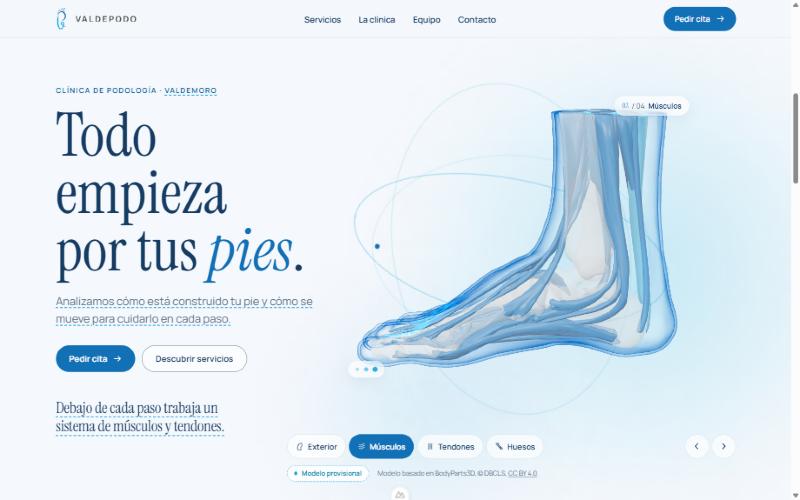 VALDEPODO
Servicios
La clínica
Equipo
Contacto
Pedir cita →
CLÍNICA DE PODOLOGÍA · VALDEMORO
Todo
empieza
por tus pies.
Analizamos cómo está construido tu pie y cómo se
mueve para cuidarlo en cada paso.
Pedir cita →
Descubrir servicios
Debajo de cada paso trabaja un
sistema de músculos y tendones.
/ 04 Músculos
Exterior
Músculos
Tendones
Huesos
Modelo provisional
Modelo basado en BodyParts3D, © DBCLS, CC BY 4.0